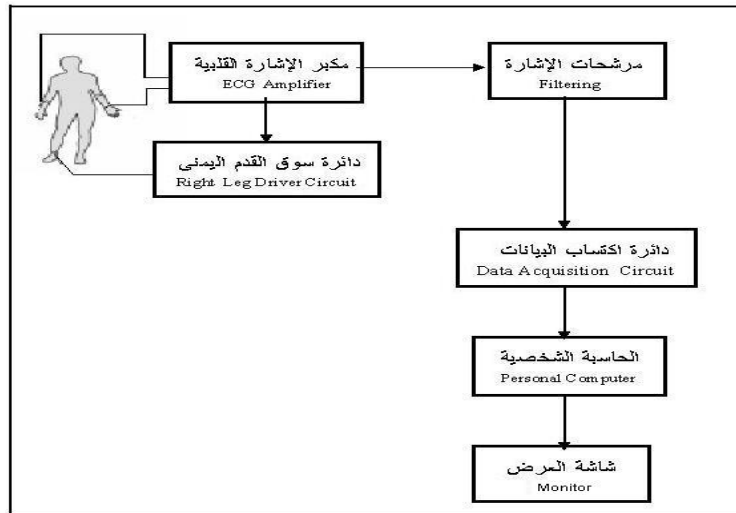 مكبر الإشارة القلبية
ECG Amplifier
مرشحات الإشارة
Filtering
دائرة سوق القدم اليمنى
Right Leg Driver Circuit
دائرة اكتساب البيانات
Data Acquisition Circuit
الحاسبة الشخصية
Personal Computer
شاشة العرض
Monitor